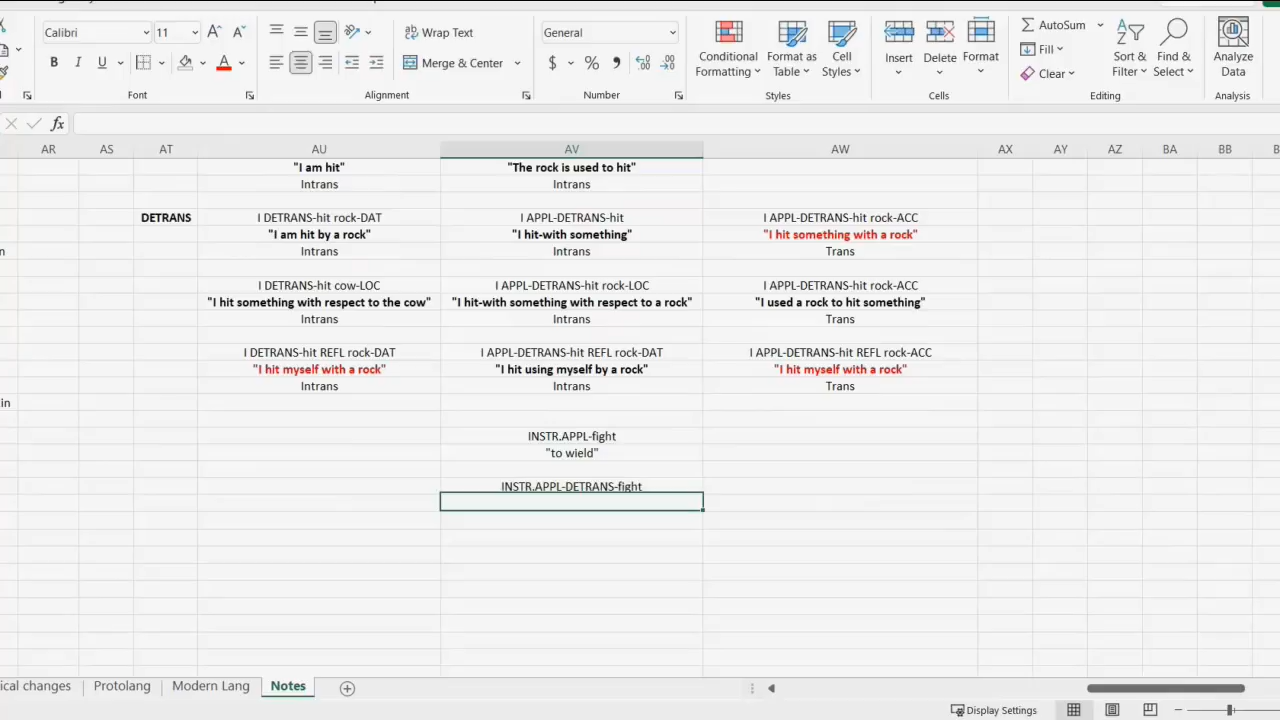 Calibri 11 Wrap Text General AutoSum
Conditional Formatting Format as Table Cell Styles Insert Delete Format Fill Sort & Filter Find & Select Analyze Data
B I U A Merge & Center $ % Clear
Font Alignment Number Styles Cells Editing Analysis
fx
AR AS AT AU AV AW AX AY AZ BA BB
"I am hit" "The rock is used to hit"
Intrans Intrans
DETRANS I DETRANS-hit rock-DAT I APPL-DETRANS-hit I APPL-DETRANS-hit rock-ACC
"I am hit by a rock" "I hit-with something" "I hit something with a rock"
Intrans Intrans Trans
I DETRANS-hit cow-LOC I APPL-DETRANS-hit rock-LOC I APPL-DETRANS-hit rock-ACC
"I hit something with respect to the cow" "I hit-with something with respect to a rock" "I used a rock to hit something"
Intrans Intrans Trans
I DETRANS-hit REFL rock-DAT I APPL-DETRANS-hit REFL rock-DAT I APPL-DETRANS-hit REFL rock-ACC
"I hit myself with a rock" "I hit using myself by a rock" "I hit myself with a rock"
Intrans Intrans Trans
in
INSTR.APPL-fight
"to wield"
INSTR.APPL-DETRANS-fight
ical changes Protolang Modern Lang Notes
Display Settings